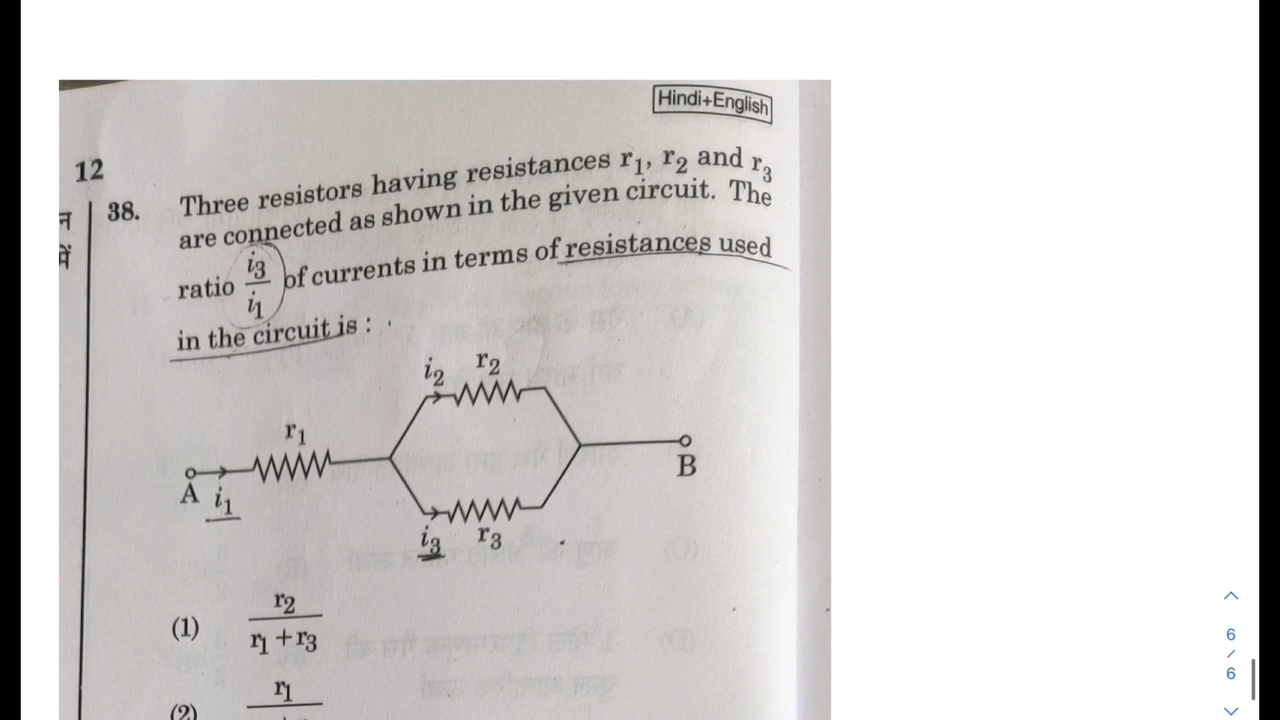 Hindi+English
12
न
में
38. Three resistors having resistances r₁, r₂ and r₃
are connected as shown in the given circuit. The
ratio i₃/i₁ of currents in terms of resistances used
in the circuit is :
i₂ r₂
r₁
A i₁
B
i₃ r₃
(1) r₂/(r₁+r₃)
(2) r₁
6
/
6